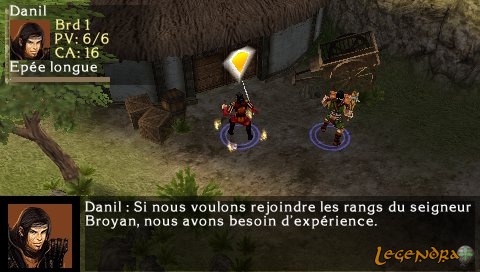 Danil
Brd 1
PV: 6/6
CA: 16
Epée longue
Danil : Si nous voulons rejoindre les rangs du seigneur
Broyan, nous avons besoin d'expérience.
Legendra